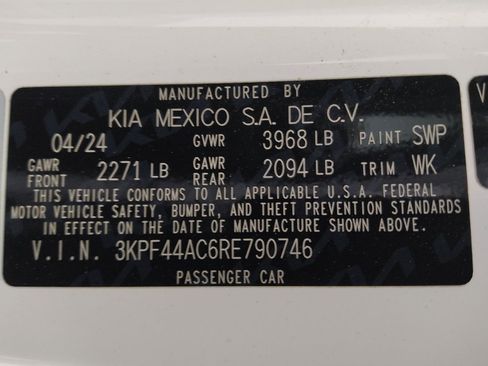 MANUFACTURED BY
KIA MEXICO S.A. DE C.V.
04/24 GVWR 3968 LB PAINT SWP
GAWR FRONT 2271 LB GAWR REAR 2094 LB TRIM WK
THIS VEHICLE CONFORMS TO ALL APPLICABLE U.S.A. FEDERAL
MOTOR VEHICLE SAFETY, BUMPER, AND THEFT PREVENTION STANDARDS
IN EFFECT ON THE DATE OF MANUFACTURE SHOWN ABOVE.
V.I.N. 3KPF44AC6RE790746
PASSENGER CAR
V